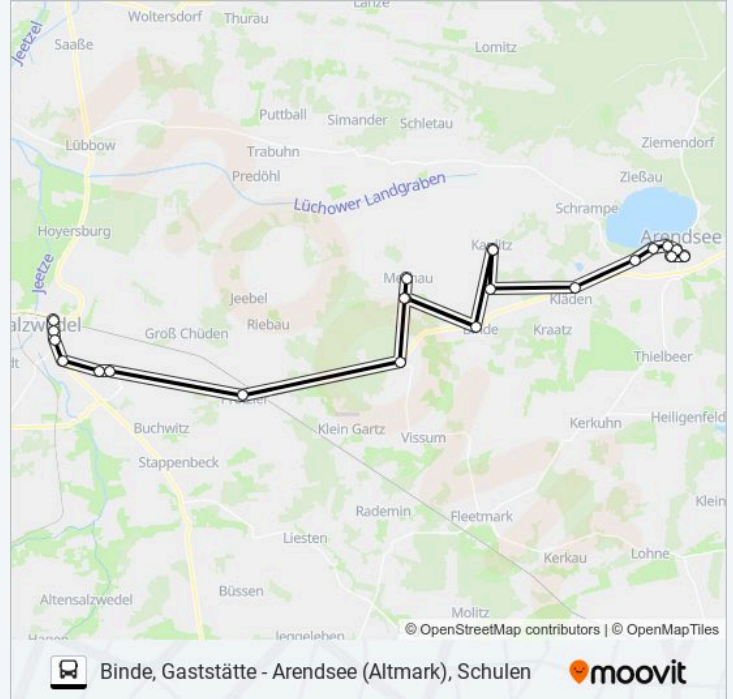 Lanze
Woltersdorf
Thurau
Jeetzel
Saaße
Lomitz
Puttball
Simander
Schletau
Ziemendorf
Lübbow
Trabuhn
Predöhl
Zießau
Lüchower Landgraben
Schrampe
Hoyersburg
Arendsee
Jeetze
Jeebel
Kläden
alzwedel
Riebau
Groß Chüden
Kraatz
dt
Thielbeer
Klein Gartz
Vissum
Kerkuhn
Heiligenfeld
Buchwitz
Stappenbeck
Klein
Rademin
Fleetmark
Liesten
Kerkau
Lohne
Büssen
Altensalzwedel
Molitz
© OpenStreetMap contributors | © OpenMapTiles
Binde, Gaststätte - Arendsee (Altmark), Schulen
moovit